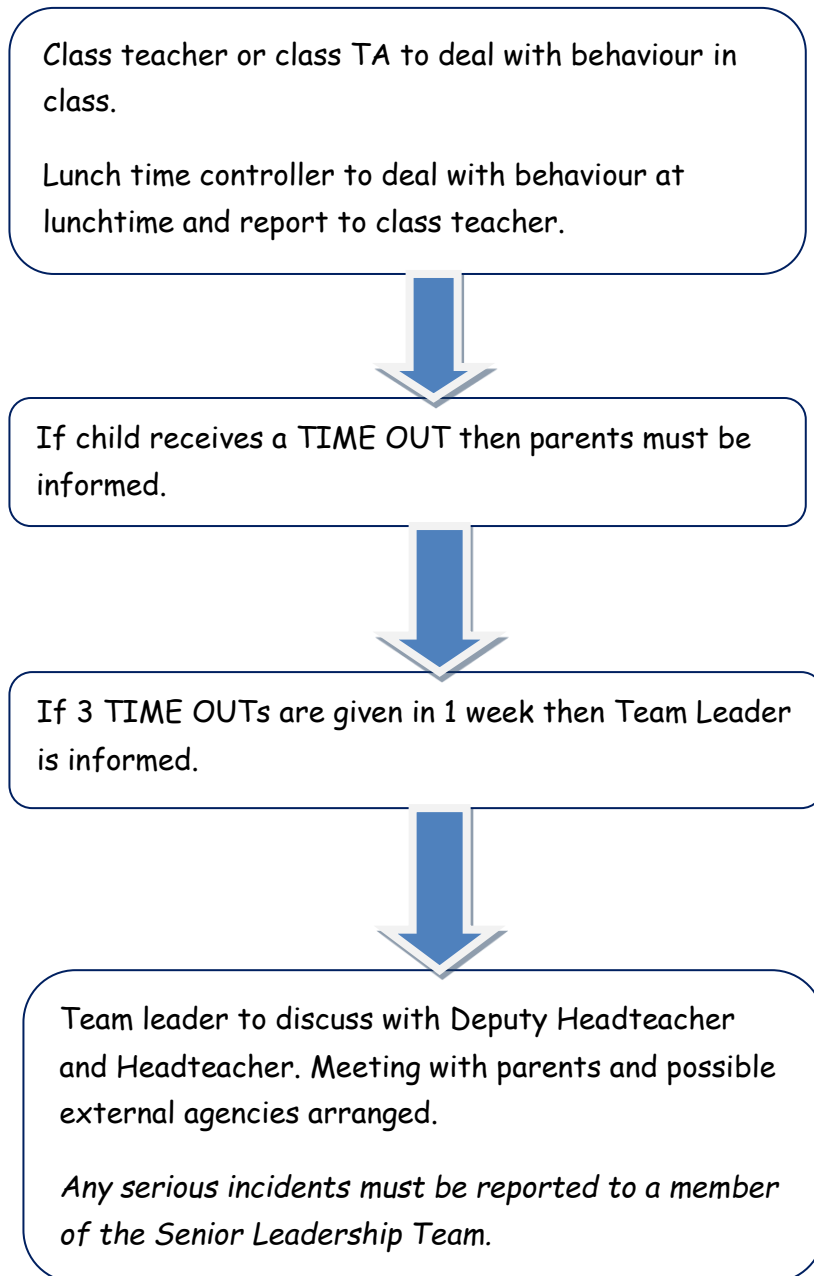 Class teacher or class TA to deal with behaviour in
class.
Lunch time controller to deal with behaviour at
lunchtime and report to class teacher.
If child receives a TIME OUT then parents must be
informed.
If 3 TIME OUTs are given in 1 week then Team Leader
is informed.
Team leader to discuss with Deputy Headteacher
and Headteacher. Meeting with parents and possible
external agencies arranged.
Any serious incidents must be reported to a member
of the Senior Leadership Team.